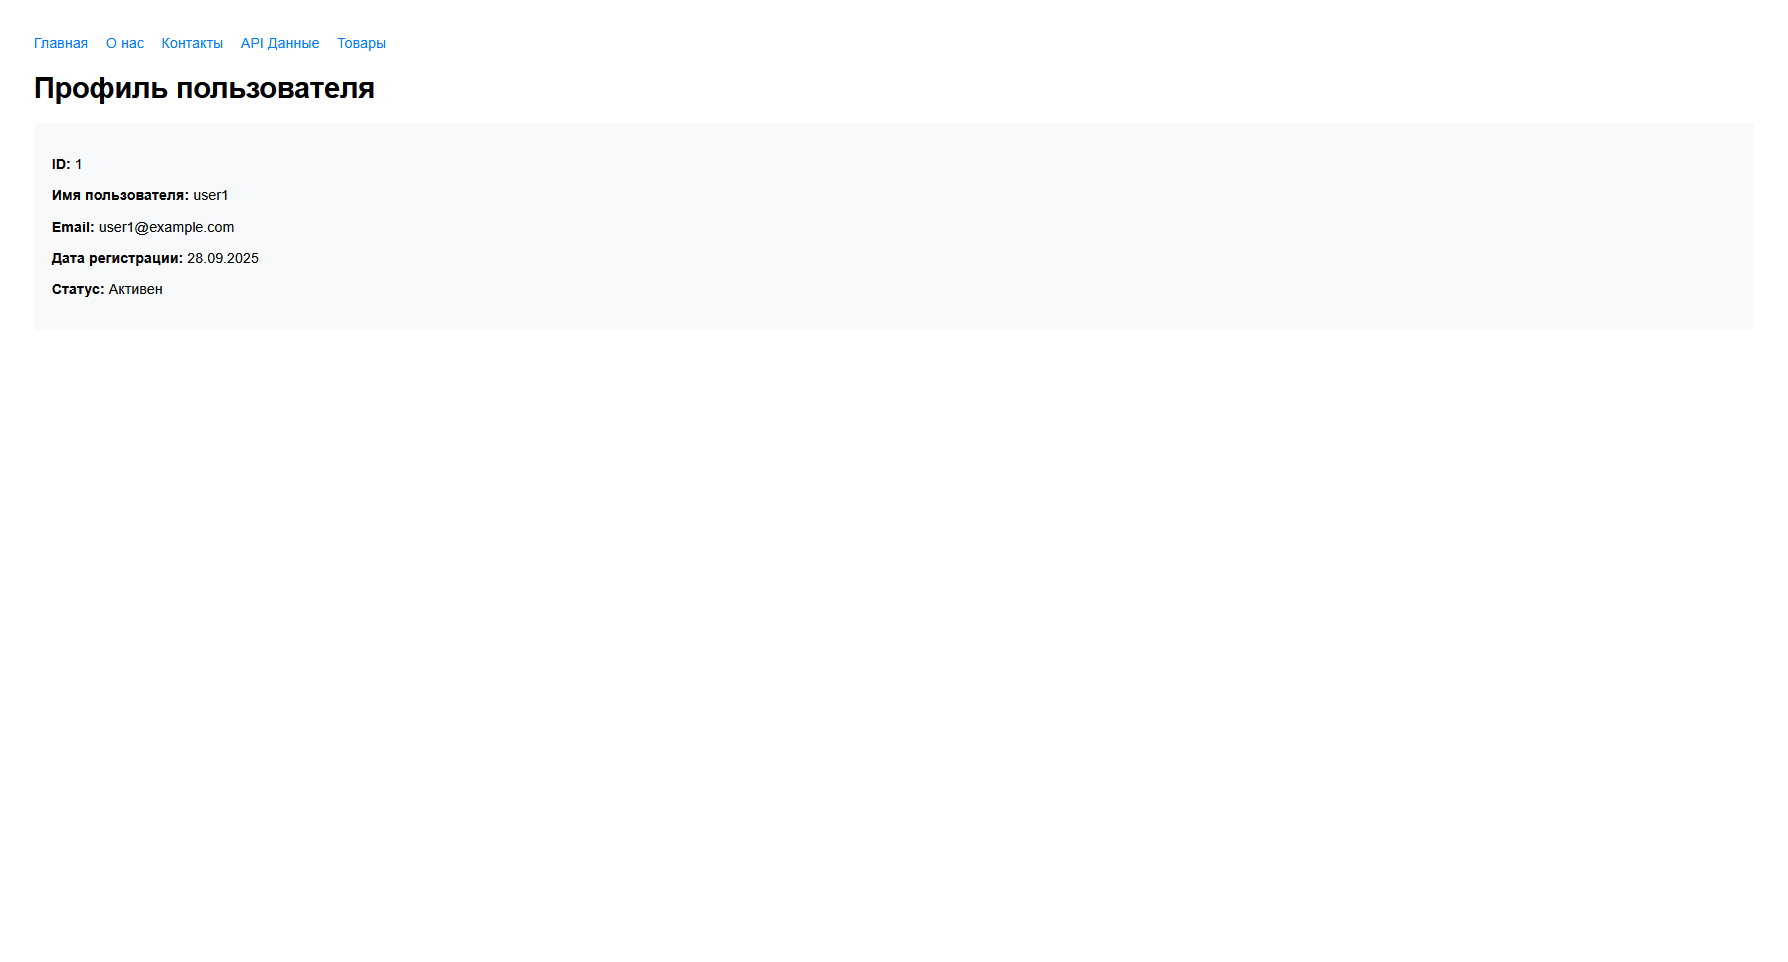 Главная О нас Контакты API Данные Товары
Профиль пользователя
ID: 1
Имя пользователя: user1
Email: user1@example.com
Дата регистрации: 28.09.2025
Статус: Активен